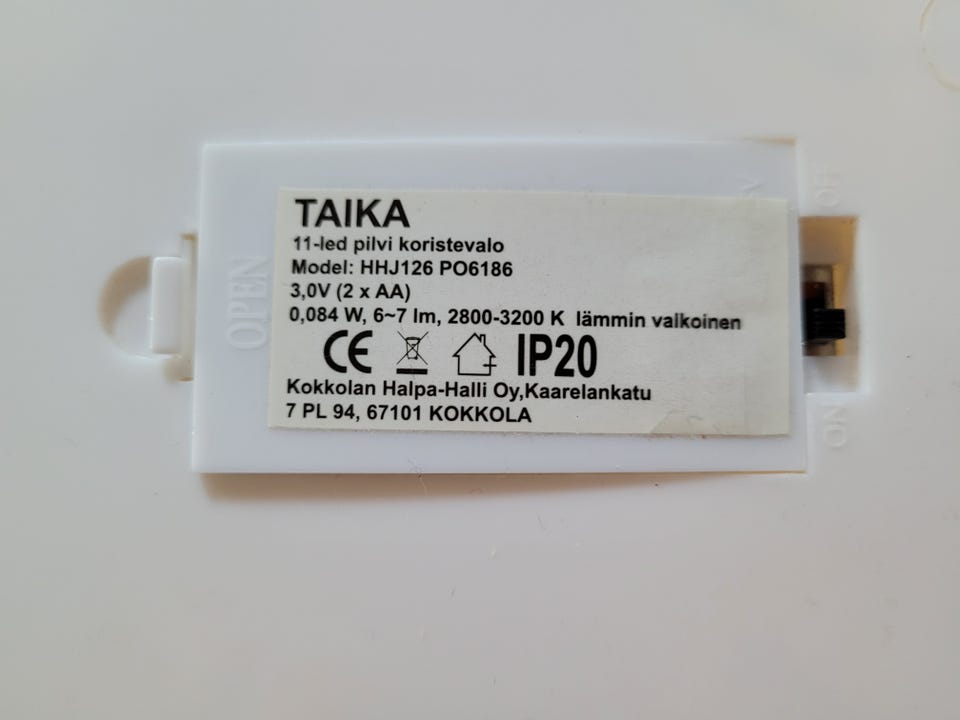 TAIKA
11-led pilvi koristevalo
Model: HHJ126 PO6186
3,0V (2 x AA)
0,084 W, 6~7 lm, 2800-3200 K lämmin valkoinen
CE IP20
Kokkolan Halpa-Halli Oy,Kaarelankatu
7 PL 94, 67101 KOKKOLA
OPEN
OFF
ON